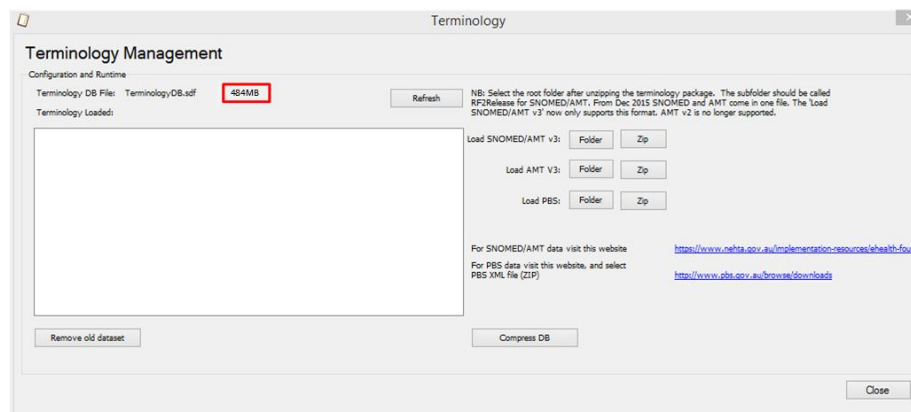 Terminology
Terminology Management
Configuration and Runtime
Terminology DB File: TerminologyDB.sdf 484MB
Refresh
Terminology Loaded:
NB: Select the root folder after unzipping the terminology package. The subfolder should be called
RF2Release for SNOMED/AMT. From Dec 2015 SNOMED and AMT come in one file. The 'Load
SNOMED/AMT v3' now only supports this format. AMT v2 is no longer supported.
Load SNOMED/AMT v3: Folder Zip
Load AMT V3: Folder Zip
Load PBS: Folder Zip
For SNOMED/AMT data visit this website https://www.nehta.gov.au/implementation-resources/ehealth-fou
For PBS data visit this website, and select
PBS XML file (ZIP) http://www.pbs.gov.au/browse/downloads
Remove old dataset
Compress DB
Close